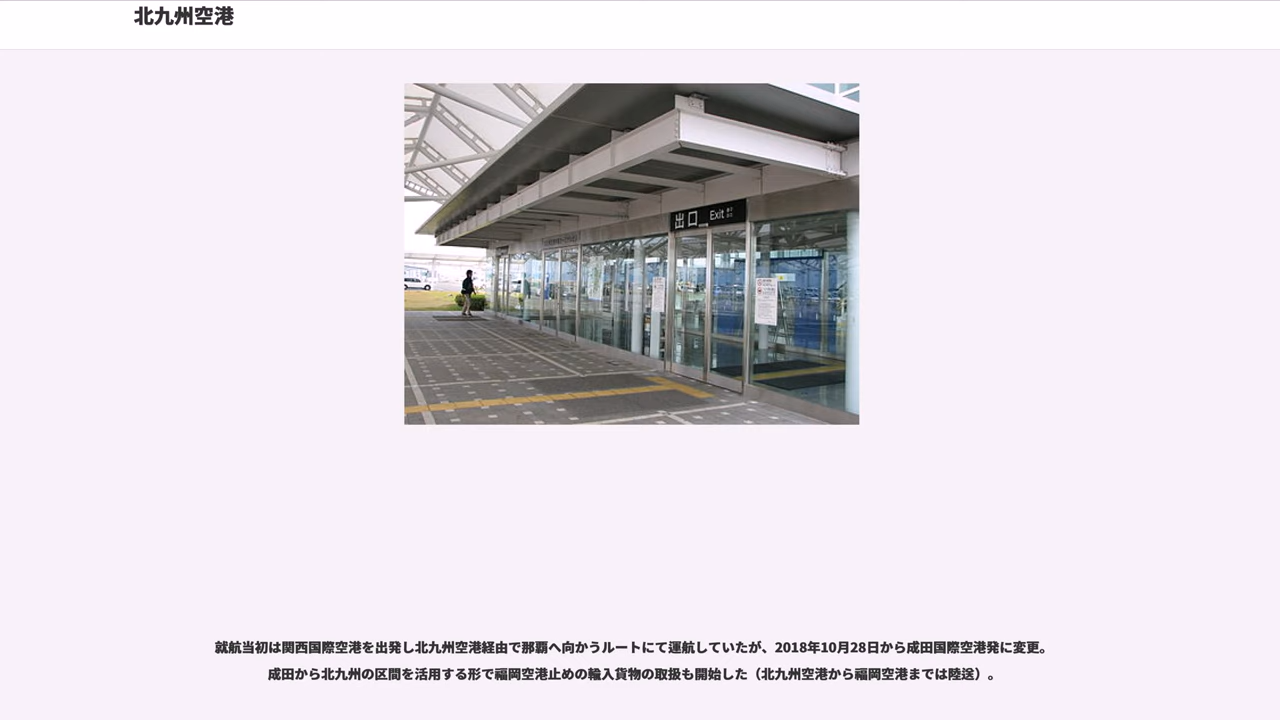 北九州空港
出口 Exit
就航当初は関西国際空港を出発し北九州空港経由で那覇へ向かうルートにて運航していたが、2018年10月28日から成田国際空港発に変更。
成田から北九州の区間を活用する形で福岡空港止めの輸入貨物の取扱も開始した（北九州空港から福岡空港までは陸送）。